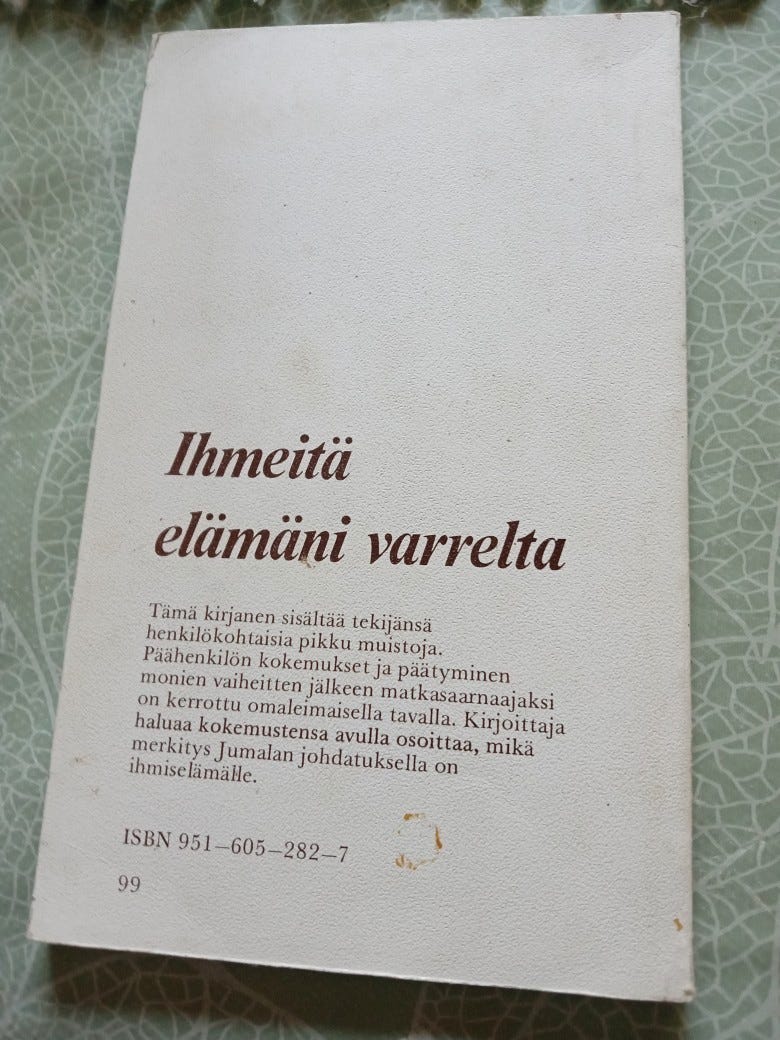 Ihmeitä
elämäni varrelta
Tämä kirjanen sisältää tekijänsä
henkilökohtaisia pikku muistoja.
Päähenkilön kokemukset ja päätyminen
monien vaiheitten jälkeen matkasaarnaajaksi
on kerrottu omaleimaisella tavalla. Kirjoittaja
haluaa kokemustensa avulla osoittaa, mikä
merkitys Jumalan johdatuksella on
ihmiselämälle.
ISBN 951–605–282–7
99